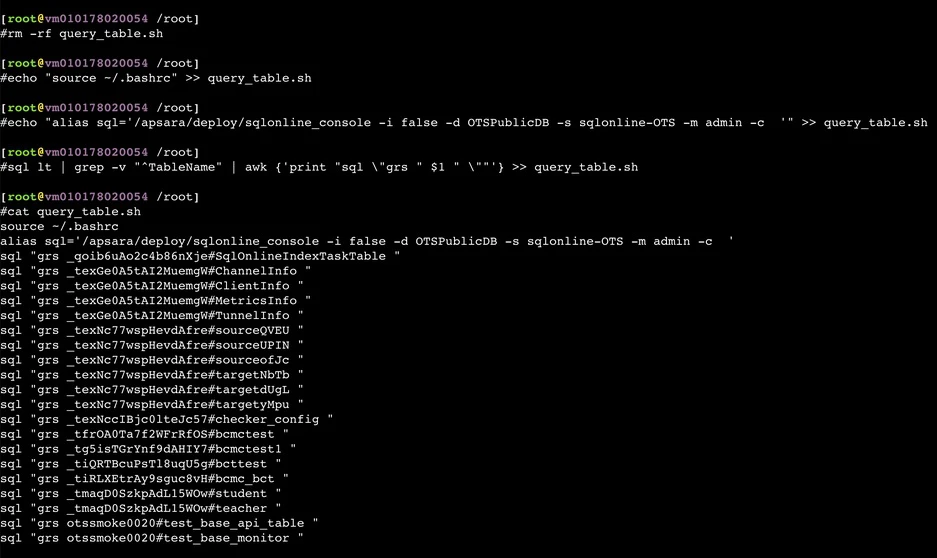 [root@vm010178020054 /root]
#rm -rf query_table.sh
[root@vm010178020054 /root]
#echo "source ~/.bashrc" >> query_table.sh
[root@vm010178020054 /root]
#echo "alias sql='/apsara/deploy/sqlonline_console -i false -d OTSPublicDB -s sqlonline-OTS -m admin -c  '" >> query_table.sh
[root@vm010178020054 /root]
#sql lt | grep -v "^TableName" | awk {'print "sql \"grs " $1 " \""'} >> query_table.sh
[root@vm010178020054 /root]
#cat query_table.sh
source ~/.bashrc
alias sql='/apsara/deploy/sqlonline_console -i false -d OTSPublicDB -s sqlonline-OTS -m admin -c  '
sql "grs _qoib6uAo2c4b86nXje#SqlOnlineIndexTaskTable "
sql "grs _texGe0A5tAI2MuemgW#ChannelInfo "
sql "grs _texGe0A5tAI2MuemgW#ClientInfo "
sql "grs _texGe0A5tAI2MuemgW#MetricsInfo "
sql "grs _texGe0A5tAI2MuemgW#TunnelInfo "
sql "grs _texNc77wspHevdAfre#sourceQVEU "
sql "grs _texNc77wspHevdAfre#sourceUPIN "
sql "grs _texNc77wspHevdAfre#sourceofJc "
sql "grs _texNc77wspHevdAfre#targetNbTb "
sql "grs _texNc77wspHevdAfre#targetdUgL "
sql "grs _texNc77wspHevdAfre#targetyMpu "
sql "grs _texNccIBjc0lteJc57#checker_config "
sql "grs _tfrOA0Ta7f2WFrRfOS#bcmctest "
sql "grs _tg5isTGrYnf9dAHIY7#bcmctest1 "
sql "grs _tiQRTBcuPsTl8uqU5g#bcttest "
sql "grs _tiRLXEtrAy9sguc8vH#bcmc_bct "
sql "grs _tmaqD0SzkpAdL15WOw#student "
sql "grs _tmaqD0SzkpAdL15WOw#teacher "
sql "grs otssmoke0020#test_base_api_table "
sql "grs otssmoke0020#test_base_monitor "